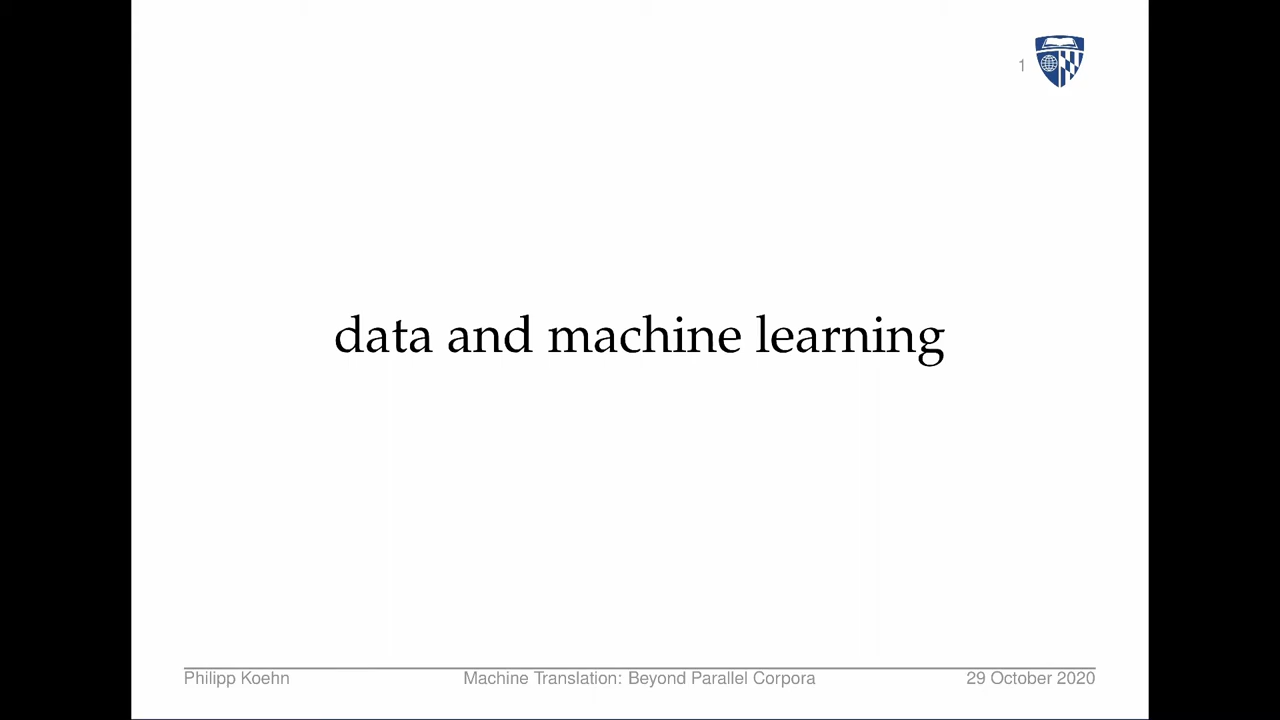 1
data and machine learning
Philipp Koehn Machine Translation: Beyond Parallel Corpora 29 October 2020